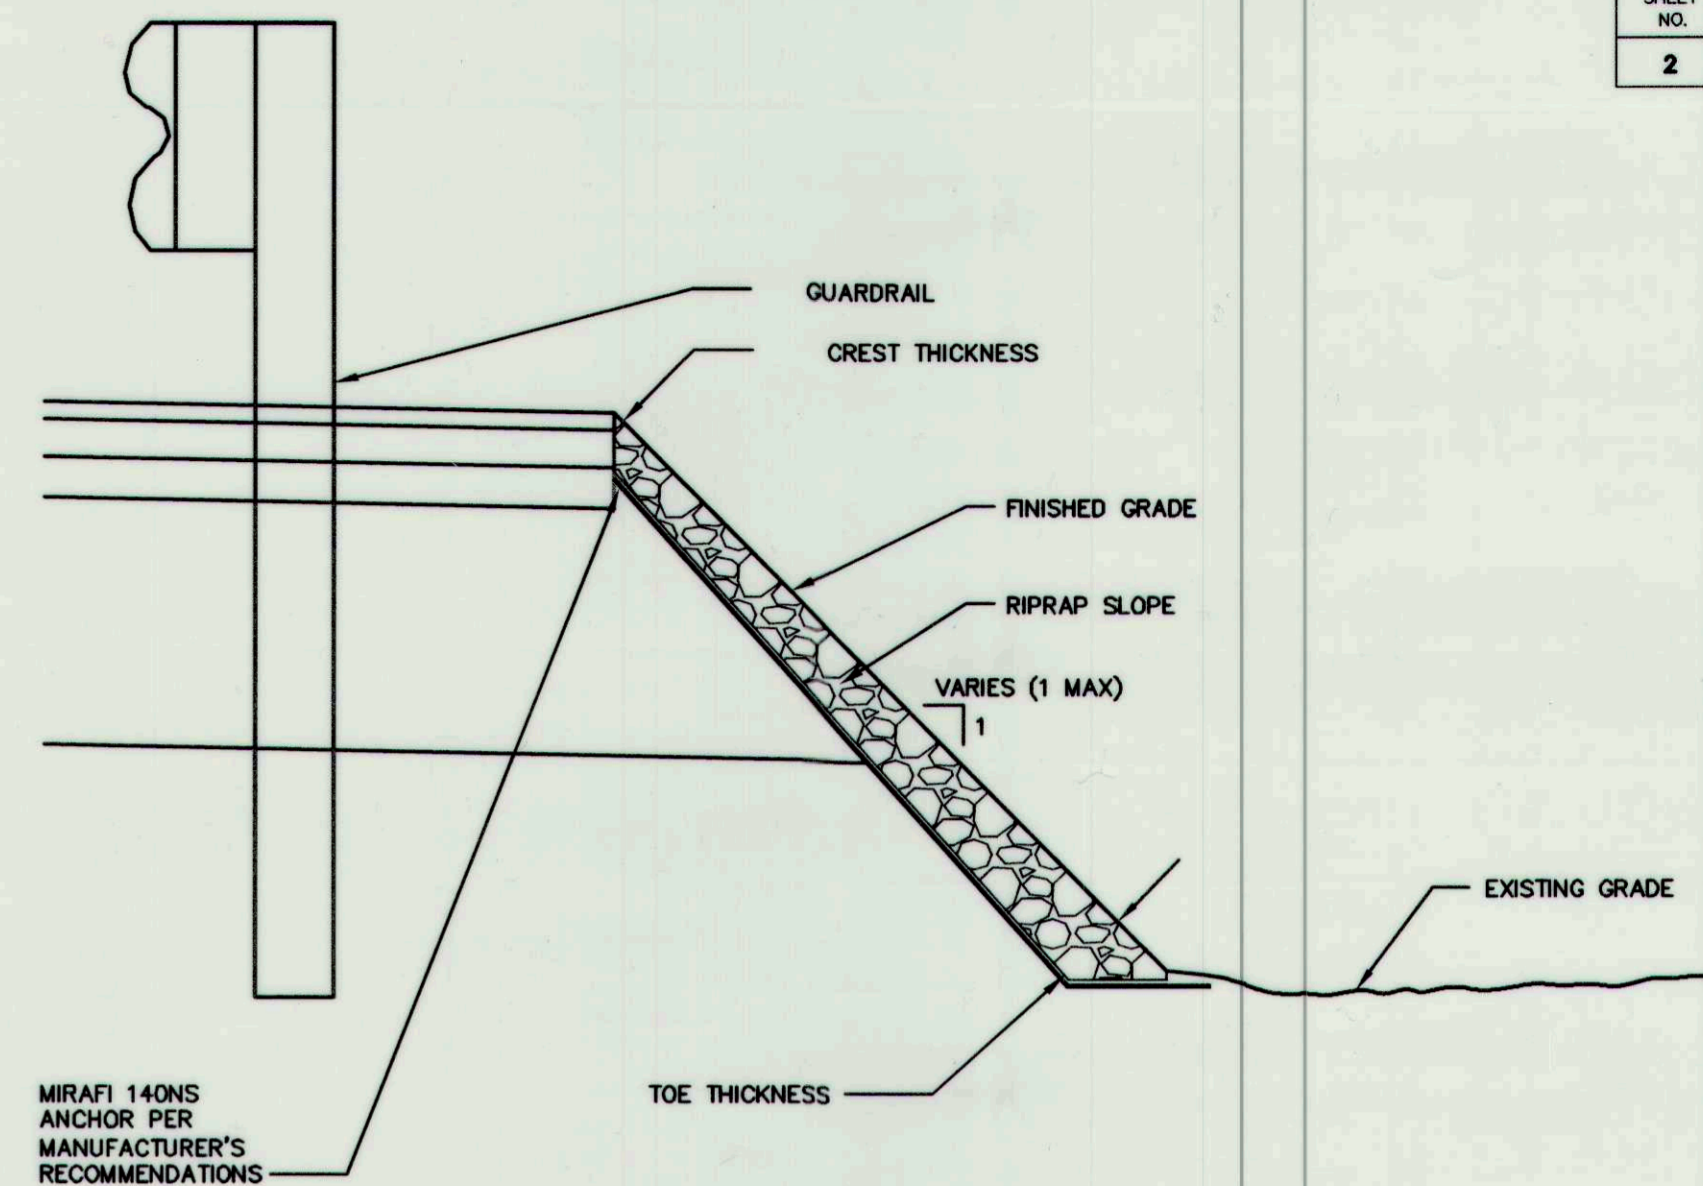 NO.
2
GUARDRAIL
CREST THICKNESS
FINISHED GRADE
RIPRAP SLOPE
VARIES (1 MAX)
1
EXISTING GRADE
TOE THICKNESS
MIRAFI 140NS
ANCHOR PER
MANUFACTURER'S
RECOMMENDATIONS